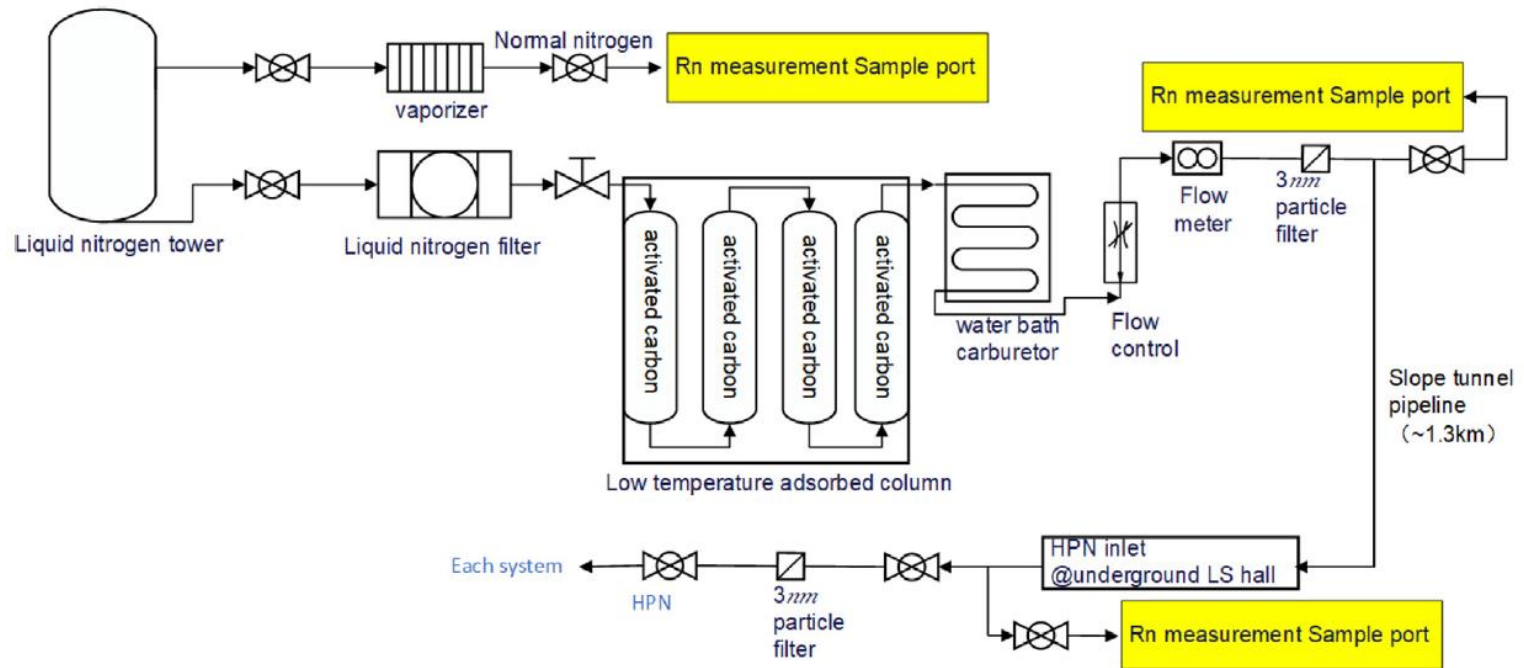 Normal nitrogen
Rn measurement Sample port
vaporizer
Rn measurement Sample port
Liquid nitrogen tower
Liquid nitrogen filter
activated carbon
activated carbon
activated carbon
activated carbon
Low temperature adsorbed column
water bath
carburetor
Flow
control
Flow
meter
3nm
particle
filter
Slope tunnel
pipeline
(~1.3km)
HPN inlet
@underground LS hall
Each system
HPN
3nm
particle
filter
Rn measurement Sample port